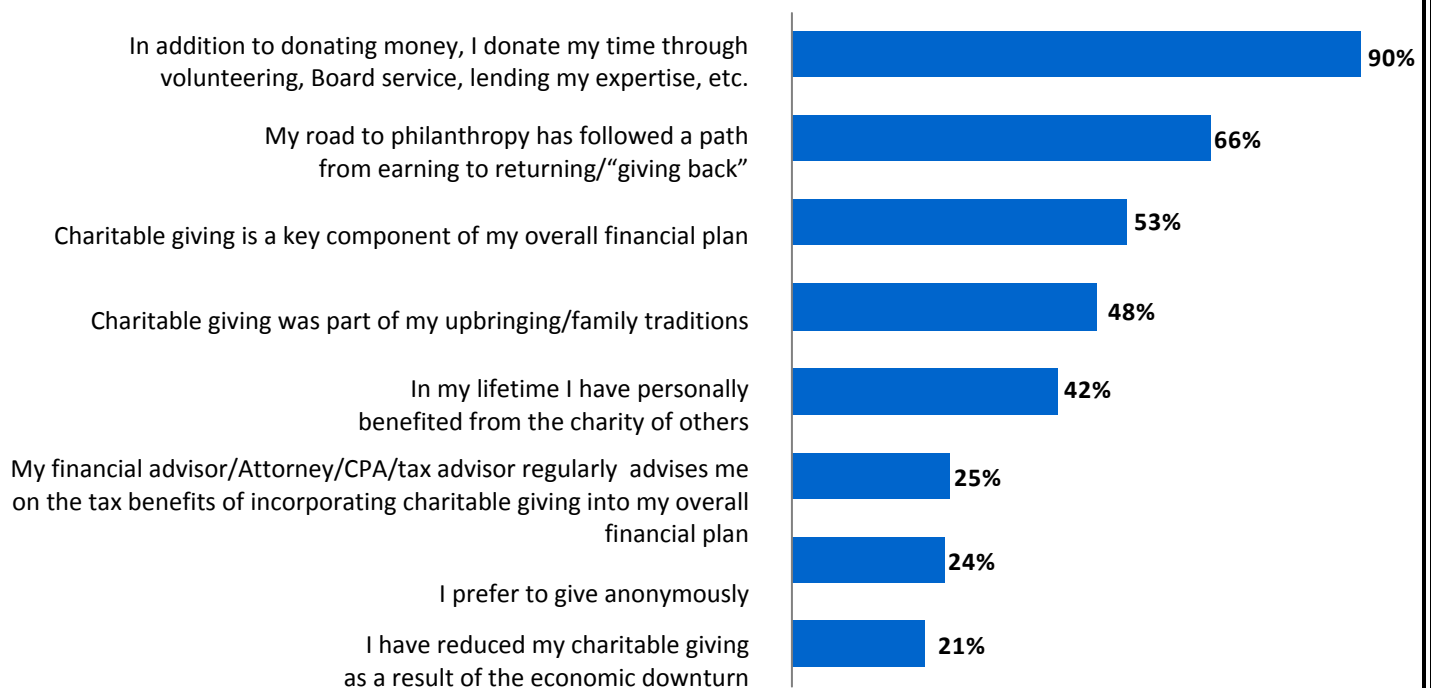 In addition to donating money, I donate my time through
volunteering, Board service, lending my expertise, etc.
90%
My road to philanthropy has followed a path
from earning to returning/“giving back”
66%
Charitable giving is a key component of my overall financial plan
53%
Charitable giving was part of my upbringing/family traditions
48%
In my lifetime I have personally
benefited from the charity of others
42%
My financial advisor/Attorney/CPA/tax advisor regularly  advises me
on the tax benefits of incorporating charitable giving into my overall
financial plan
25%
I prefer to give anonymously
24%
I have reduced my charitable giving
as a result of the economic downturn
21%